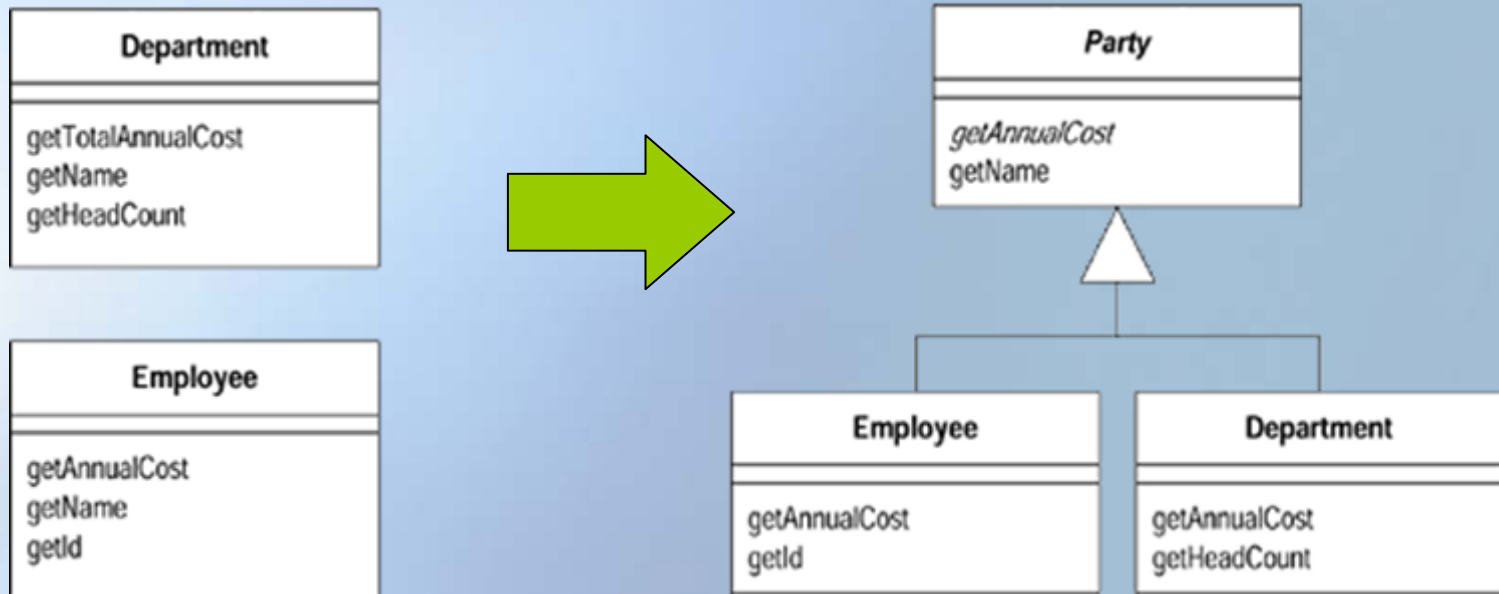 Department
getTotalAnnualCost
getName
getHeadCount
Employee
getAnnualCost
getName
getId
Party
getAnnualCost
getName
Employee
getAnnualCost
getId
Department
getAnnualCost
getHeadCount